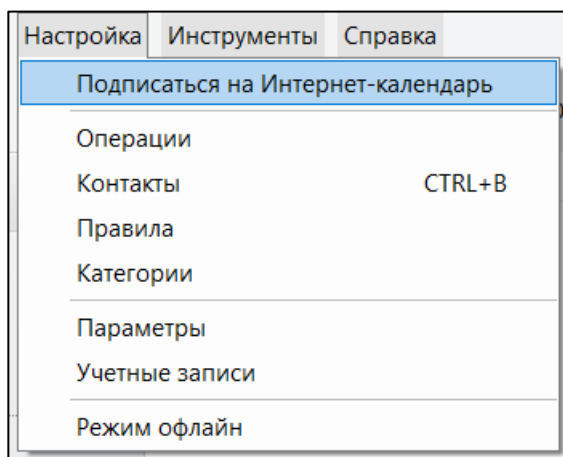 Настройка Инструменты Справка
Подписаться на Интернет-календарь
Операции
Контакты CTRL+B
Правила
Категории
Параметры
Учетные записи
Режим офлайн